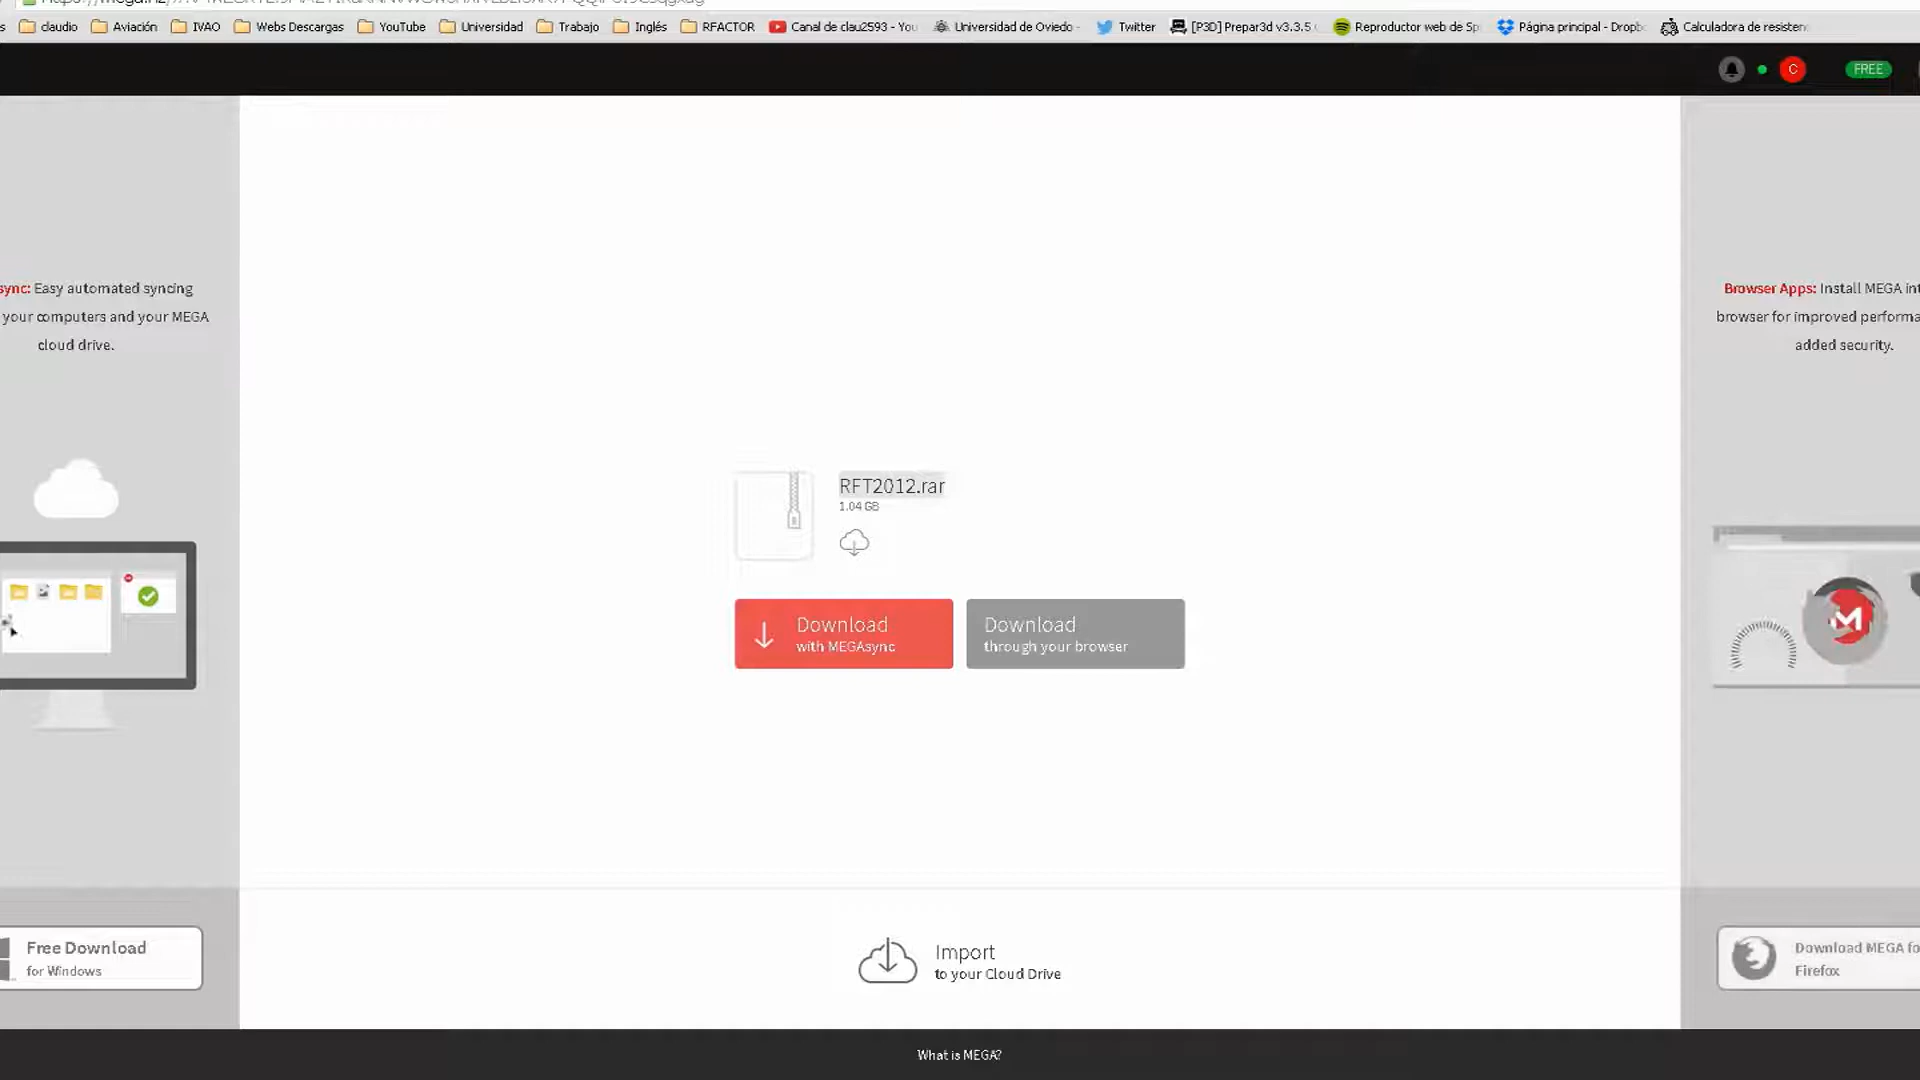 claudio
Aviación
IVAO
Webs Descargas
YouTube
Universidad
Trabajo
Inglés
RFACTOR
Canal de clau2593 - You
Universidad de Oviedo -
Twitter
[P3D] Prepar3d v3.3.5
Reproductor web de Sp
Página principal - Dropb
Calculadora de resisten
C
FREE
sync: Easy automated syncing
your computers and your MEGA
cloud drive.
Browser Apps: Install MEGA int
browser for improved performa
added security.
RFT2012.rar
1.04 GB
Download
with MEGAsync
Download
through your browser
M
Free Download
for Windows
Import
to your Cloud Drive
Download MEGA fo
Firefox
What is MEGA?